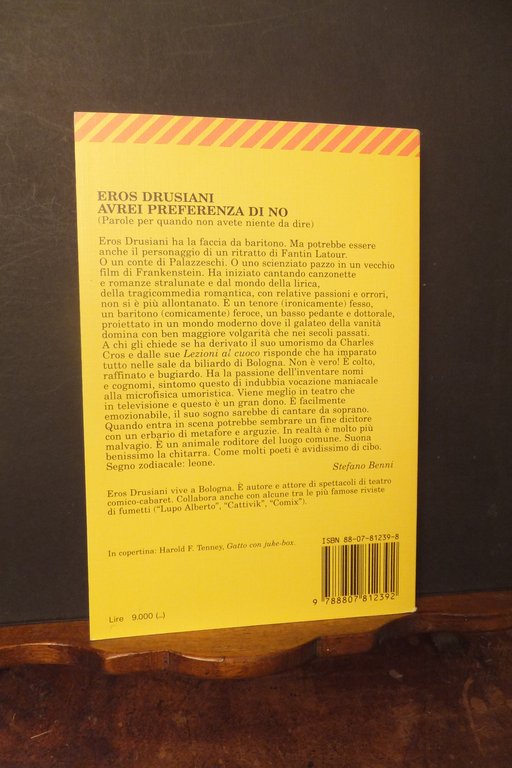 EROS DRUSIANI
AVREI PREFERENZA DI NO
(Parole per quando non avete niente da dire)
Eros Drusiani ha la faccia da baritono. Ma potrebbe essere
anche il personaggio di un ritratto di Fantin Latour.
O un conte di Palazzeschi. O uno scienziato pazzo in un vecchio
film di Frankenstein. Ha iniziato cantando canzonette
e romanze stralunate e dal mondo della lirica,
della tragicommedia romantica, con relative passioni e orrori,
non si è più allontanato. È un tenore (ironicamente) fesso,
un baritono (comicamente) feroce, un basso pedante e dottorale,
proiettato in un mondo moderno dove il galateo della vanità
domina con ben maggiore volgarità che nei secoli passati.
A chi gli chiede se ha derivato il suo umorismo da Charles
Cros e dalle sue Lezioni al cuoco risponde che ha imparato
tutto nelle sale da biliardo di Bologna. Non è vero! È colto,
raffinato e bugiardo. Ha la passione dell'inventare nomi
e cognomi, sintomo questo di indubbia vocazione maniacale
alla microfisica umoristica. Viene meglio in teatro che
in televisione e questo è un gran dono. È facilmente
emozionabile, il suo sogno sarebbe di cantare da soprano.
Quando entra in scena potrebbe sembrare un fine dicitore
con un erbario di metafore e arguzie. In realtà è molto più
malvagio. È un animale roditore del luogo comune. Suona
benissimo la chitarra. Come molti poeti è avidissimo di cibo.
Segno zodiacale: leone.
Stefano Benni
Eros Drusiani vive a Bologna. È autore e attore di spettacoli di teatro
comico-cabaret. Collabora anche con alcune tra le più famose riviste
di fumetti ("Lupo Alberto", "Cattivik", "Comix").
In copertina: Harold F. Tenney, Gatto con juke-box.
ISBN 88-07-81239-8
9 788807 812392
Lire 9.000 (..)